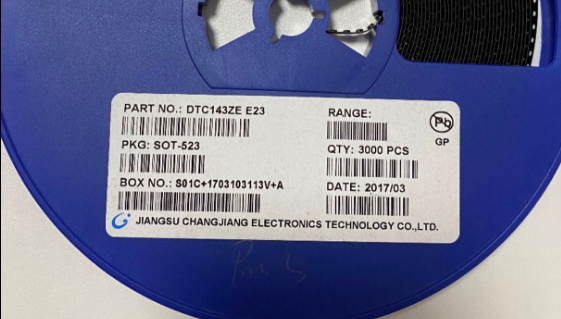 PART NO.: DTC143ZE E23
RANGE:
Pb
GP
PKG: SOT-523
QTY: 3000 PCS
BOX NO.: S01C+1703103113V+A
DATE: 2017/03
JIANGSU CHANGJIANG ELECTRONICS TECHNOLOGY CO.,LTD.